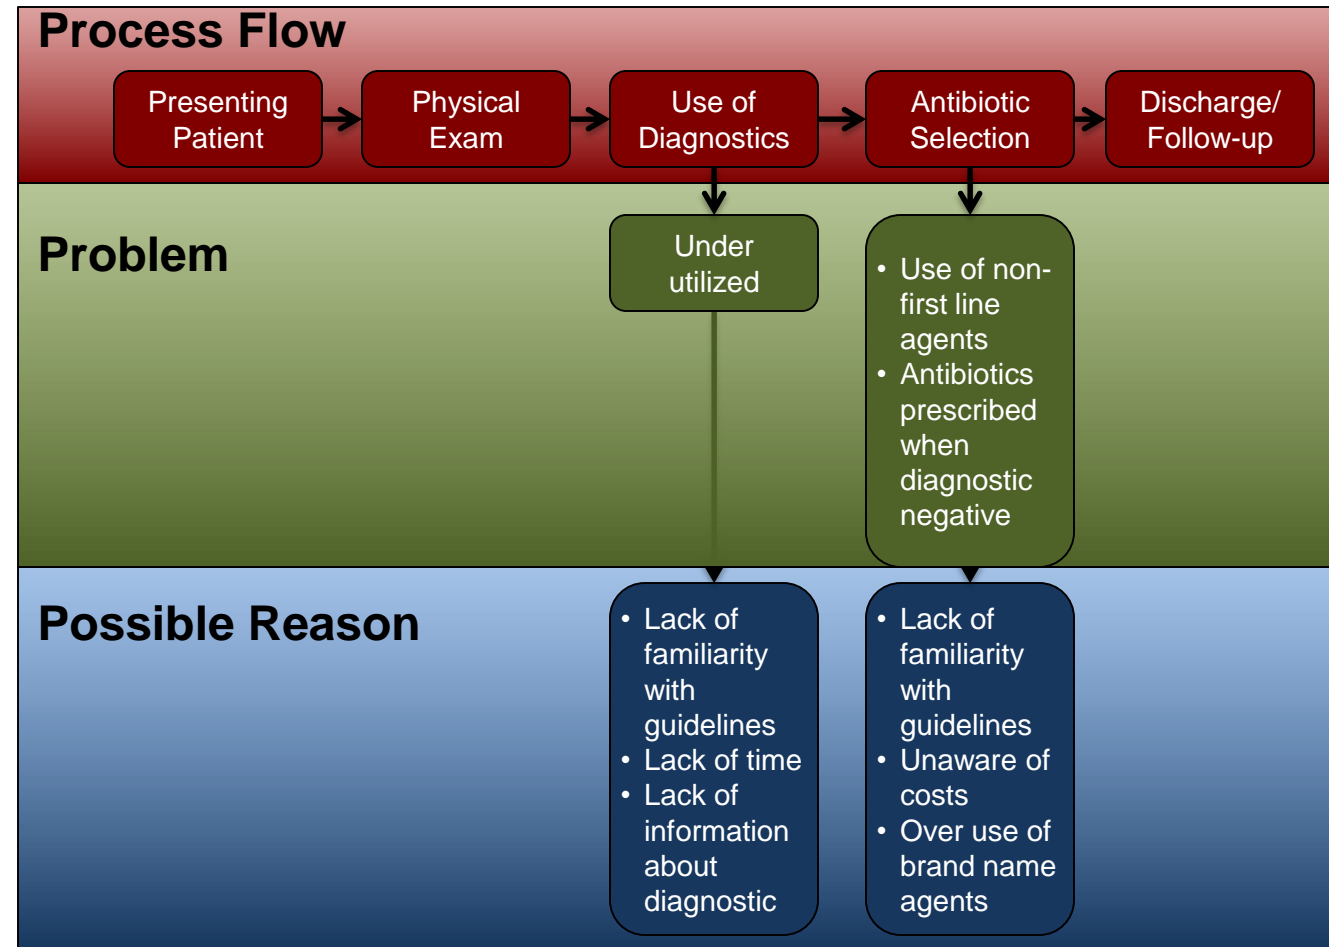 Process Flow
Presenting
Patient
Physical
Exam
Use of
Diagnostics
Antibiotic
Selection
Discharge/
Follow-up
Problem
Under
utilized
• Use of non-
first line
agents
• Antibiotics
prescribed
when
diagnostic
negative
Possible Reason
• Lack of
familiarity
with
guidelines
• Lack of time
• Lack of
information
about
diagnostic
• Lack of
familiarity
with
guidelines
• Unaware of
costs
• Over use of
brand name
agents